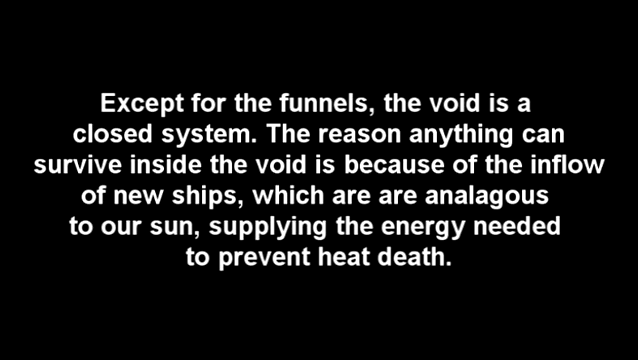 Except for the funnels, the void is a
closed system. The reason anything can
survive inside the void is because of the inflow
of new ships, which are are analagous
to our sun, supplying the energy needed
to prevent heat death.